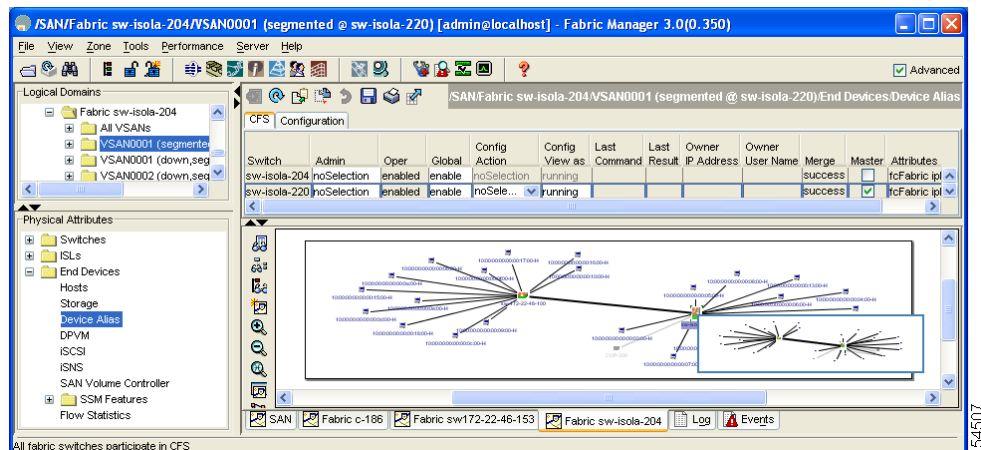 /SAN/Fabric sw-isola-204/VSAN0001 (segmented @ sw-isola-220) [admin@localhost] - Fabric Manager 3.0(0.350)
File View Zone Tools Performance Server Help
Advanced
Logical Domains
Fabric sw-isola-204
All VSANs
VSAN0001 (segmente
VSAN0001 (down,seg
VSAN0002 (down,seg
/SAN/Fabric sw-isola-204/VSAN0001 (segmented @ sw-isola-220)/End Devices/Device Alias
CFS Configuration
Switch Admin Oper Global Config Action Config View as Last Command Last Result Owner IP Address Owner User Name Merge Master Attributes
sw-isola-204 noSelection enabled enable noSelection running success fcFabric ipl
sw-isola-220 noSelection enabled enable noSele... running success fcFabric ipl
Physical Attributes
Switches
ISLs
End Devices
Hosts
Storage
Device Alias
DPVM
iSCSI
iSNS
SAN Volume Controller
SSM Features
Flow Statistics
SAN Fabric c-186 Fabric sw172-22-46-153 Fabric sw-isola-204 Log Events
All fabric switches participate in CFS
154507